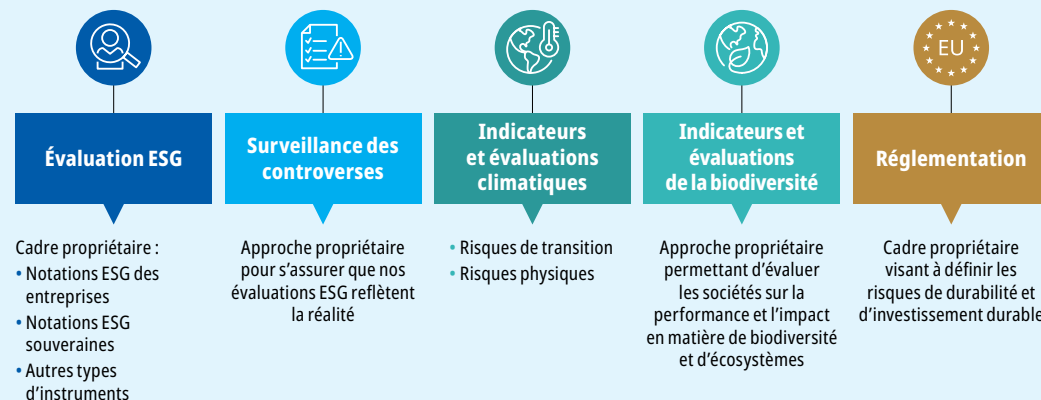 EU
Évaluation ESG
Cadre propriétaire :
• Notations ESG des
entreprises
• Notations ESG
souveraines
• Autres types
d'instruments
Surveillance des
controverses
Approche propriétaire
pour s'assurer que nos
évaluations ESG reflètent
la réalité
Indicateurs
et évaluations
climatiques
• Risques de transition
• Risques physiques
Indicateurs et
évaluations
de la biodiversité
Approche propriétaire
permettant d'évaluer
les sociétés sur la
performance et l'impact
en matière de biodiversité
et d'écosystèmes
Réglementation
Cadre propriétaire
visant à définir les
risques de durabilité et
d'investissement durable